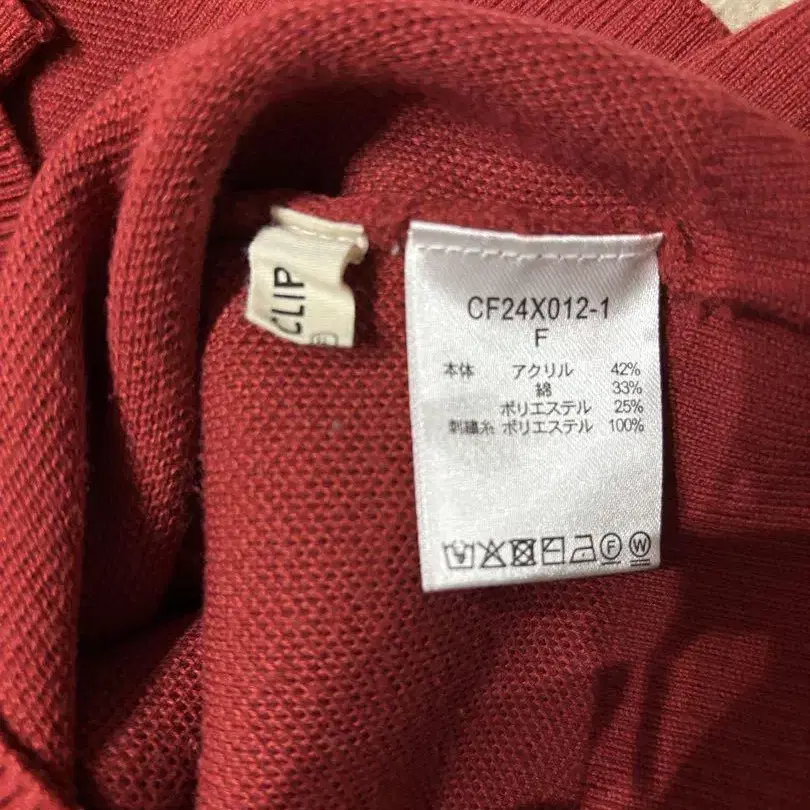 CLIP
CF24X012-1
F
本体 アクリル 42%
綿 33%
ポリエステル 25%
刺繍糸 ポリエステル 100%
F W